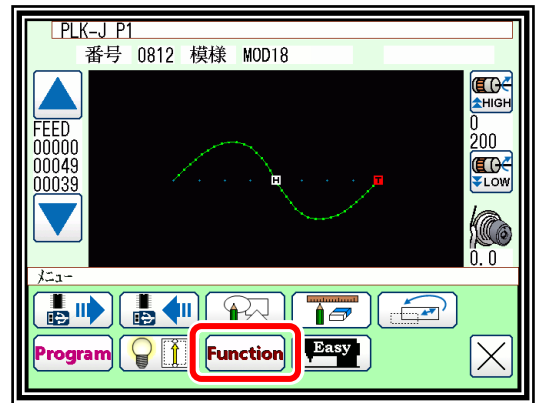 PLK-J P1
番号 0812 模様 MOD18
HIGH
FEED
00000
00049
00039
0
200
LOW
H
T
0.0
メニュー
Program
Function
Easy